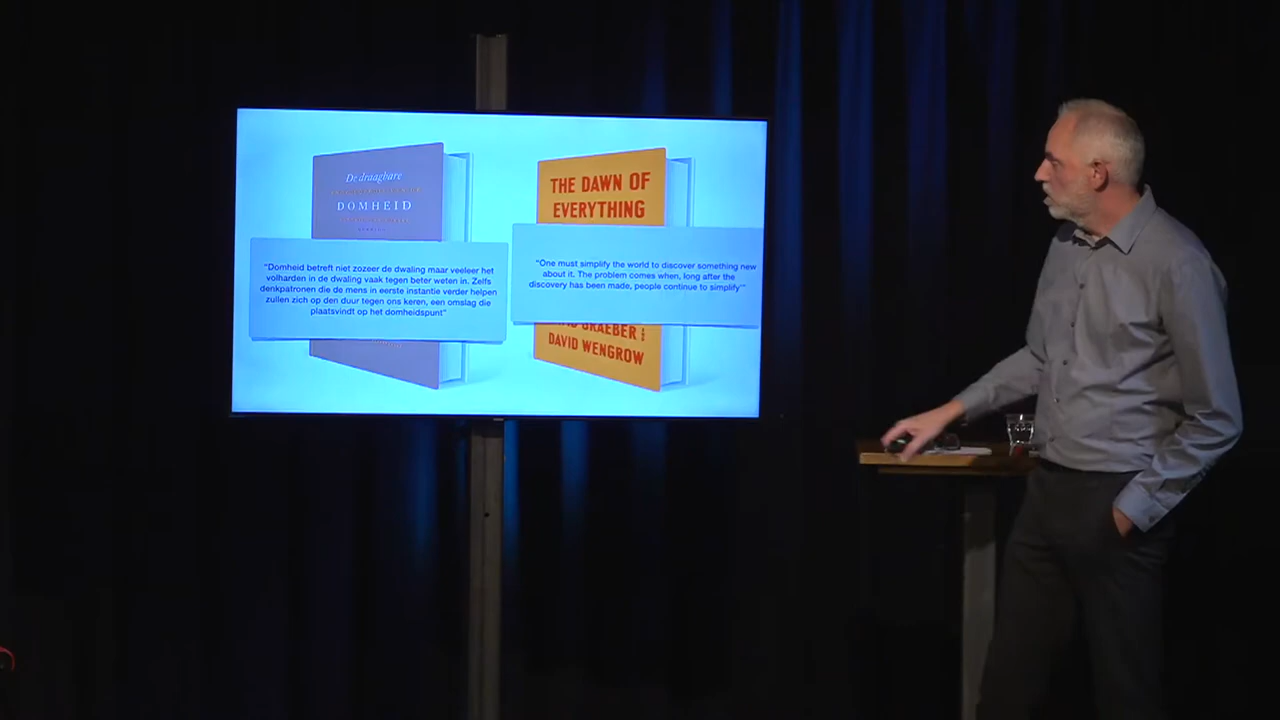 De draagbare
DOMHEID
"Domheid betreft niet zozeer de dwaling maar veeleer het
volharden in de dwaling vaak tegen beter weten in. Zelfs
denkpatronen die de mens in eerste instantie verder helpen
zullen zich op den duur tegen ons keren, een omslag die
plaatsvindt op het domheidspunt"
THE DAWN OF
EVERYTHING
"One must simplify the world to discover something new
about it. The problem comes when, long after the
discovery has been made, people continue to simplify'"
GRAEBER
DAVID WENGROW